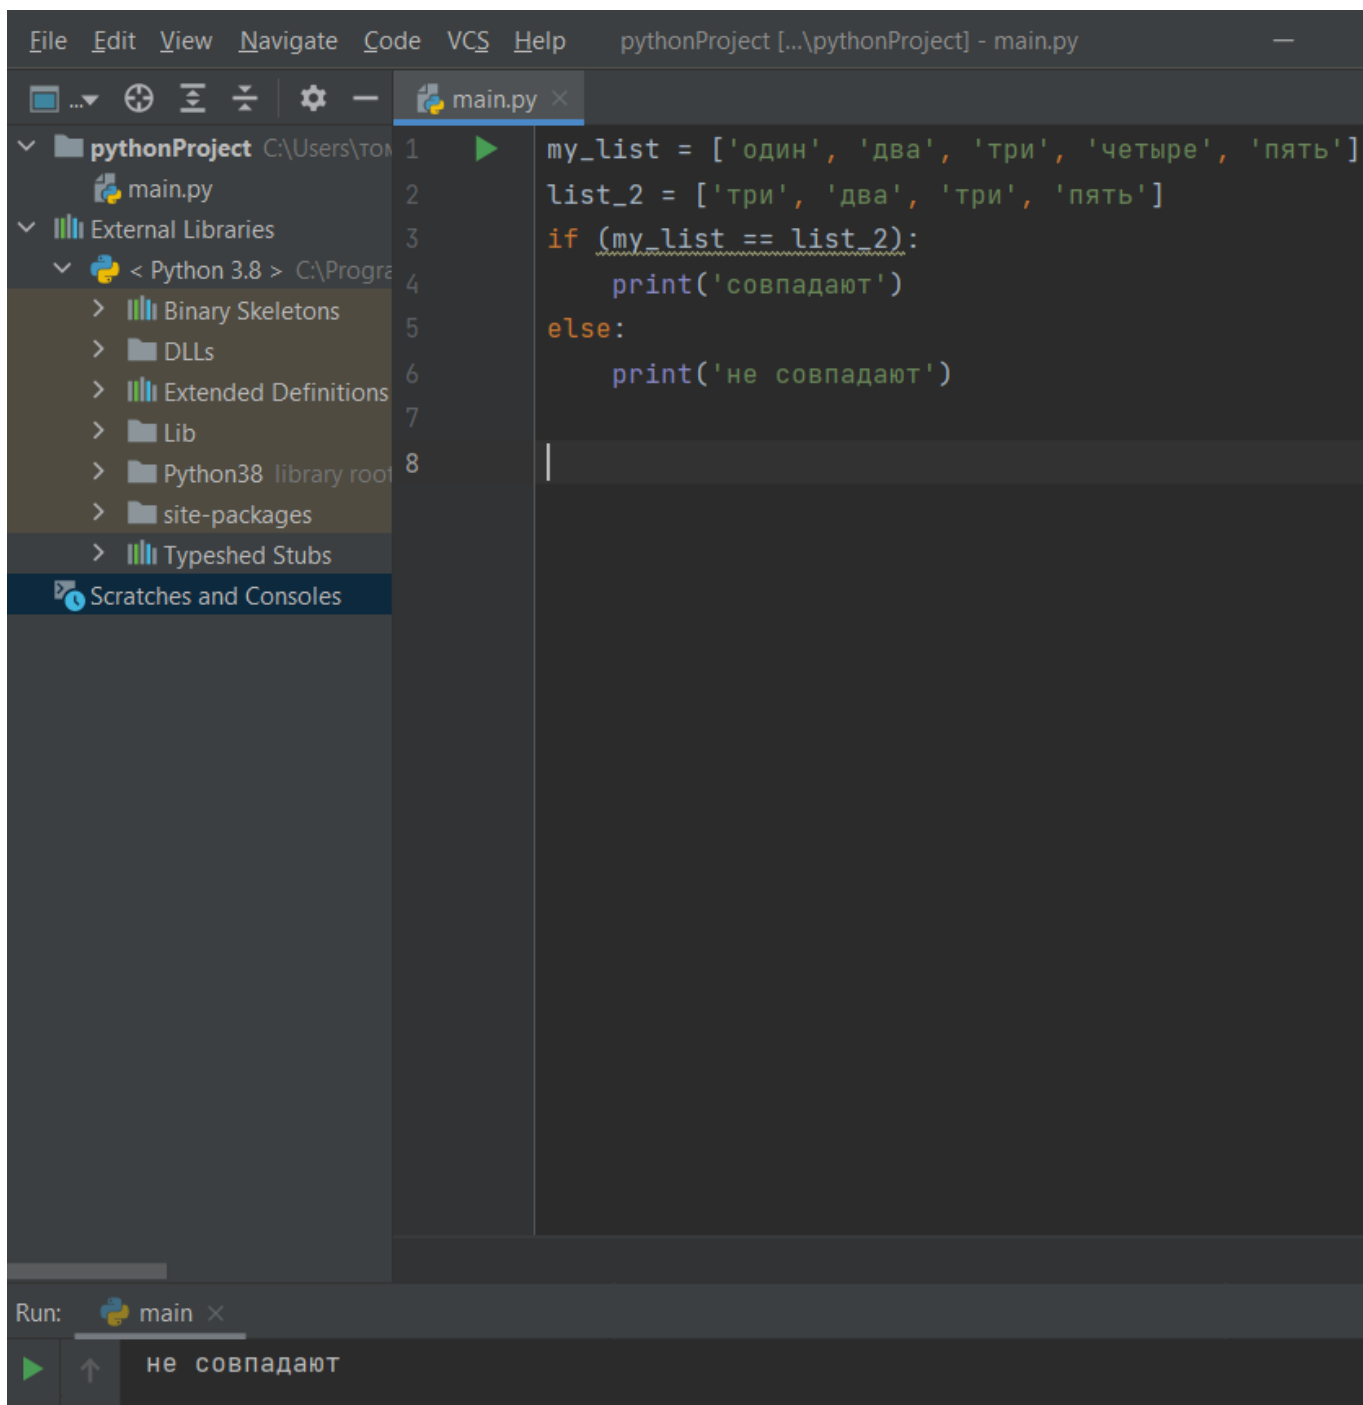 File Edit View Navigate Code VCS Help pythonProject [...\pythonProject] - main.py
... main.py
pythonProject C:\Users\том
main.py
External Libraries
< Python 3.8 > C:\Progra
Binary Skeletons
DLLs
Extended Definitions
Lib
Python38 library root
site-packages
Typeshed Stubs
Scratches and Consoles
1 my_list = ['один', 'два', 'три', 'четыре', 'пять']
2 list_2 = ['три', 'два', 'три', 'пять']
3 if (my_list == list_2):
4 print('совпадают')
5 else:
6 print('не совпадают')
7
8
Run: main
не совпадают